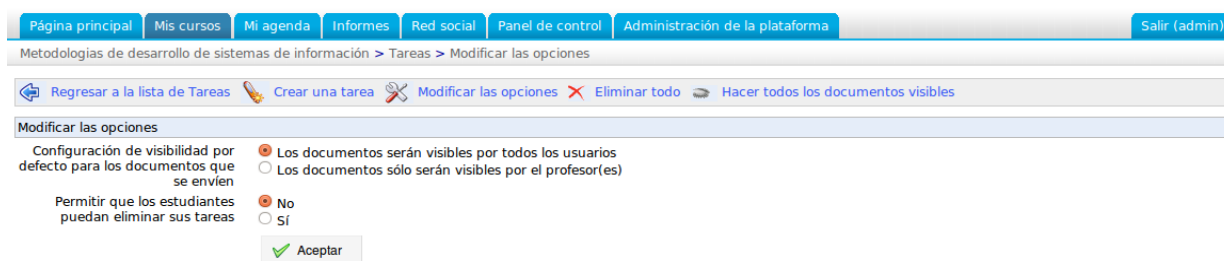 Página principal Mis cursos Mi agenda Informes Red social Panel de control Administración de la plataforma Salir (admin)
Metodologias de desarrollo de sistemas de información > Tareas > Modificar las opciones
Regresar a la lista de Tareas Crear una tarea Modificar las opciones Eliminar todo Hacer todos los documentos visibles
Modificar las opciones
Configuración de visibilidad por
defecto para los documentos que
se envíen
Los documentos serán visibles por todos los usuarios
Los documentos sólo serán visibles por el profesor(es)
Permitir que los estudiantes
puedan eliminar sus tareas
No
Sí
Aceptar